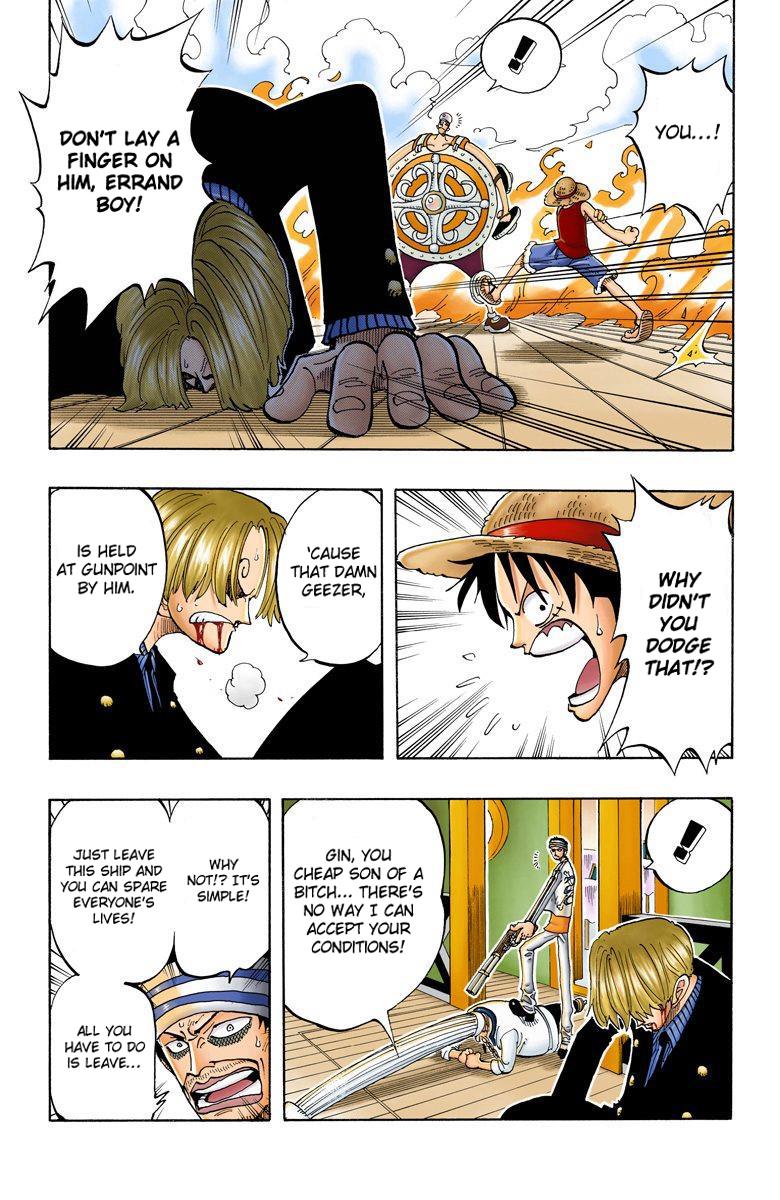 YOU...!
!
DON'T LAY A
FINGER ON
HIM, ERRAND
BOY!
WHY
DIDN'T
YOU
DODGE
THAT!?
'CAUSE
THAT DAMN
GEEZER,
IS HELD
AT GUNPOINT
BY HIM.
!
GIN, YOU
CHEAP SON OF A
BITCH... THERE'S
NO WAY I CAN
ACCEPT YOUR
CONDITIONS!
WHY
NOT!? IT'S
SIMPLE!
JUST LEAVE
THIS SHIP AND
YOU CAN SPARE
EVERYONE'S
LIVES!
ALL YOU
HAVE TO DO
IS LEAVE...